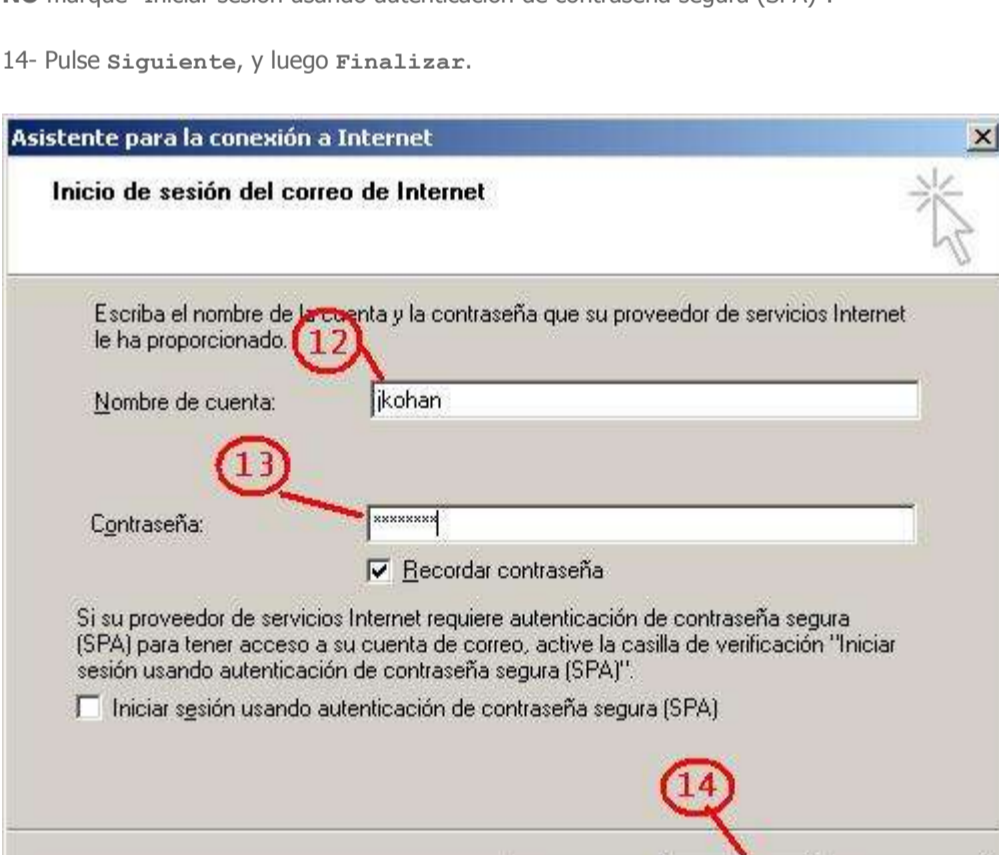 NO marque "Iniciar sesión usando autenticación de contraseña segura (SPA)".
14- Pulse Siguiente, y luego Finalizar.
Asistente para la conexión a Internet
Inicio de sesión del correo de Internet
Escriba el nombre de la cuenta y la contraseña que su proveedor de servicios Internet
le ha proporcionado.
12
Nombre de cuenta:
jkohan
13
Contraseña:
********
Recordar contraseña
Si su proveedor de servicios Internet requiere autenticación de contraseña segura
(SPA) para tener acceso a su cuenta de correo, active la casilla de verificación "Iniciar
sesión usando autenticación de contraseña segura (SPA)".
Iniciar sesión usando autenticación de contraseña segura (SPA)
14